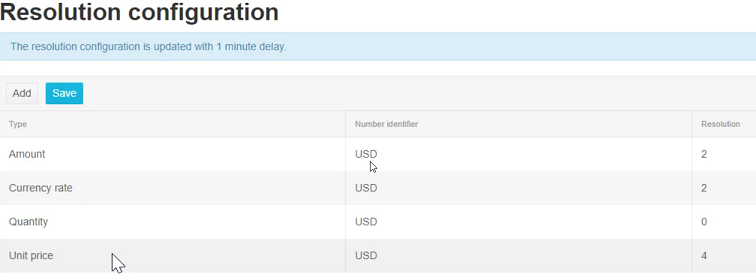 Resolution configuration
The resolution configuration is updated with 1 minute delay.
Add Save
Type Number identifier Resolution
Amount USD 2
Currency rate USD 2
Quantity USD 0
Unit price USD 4